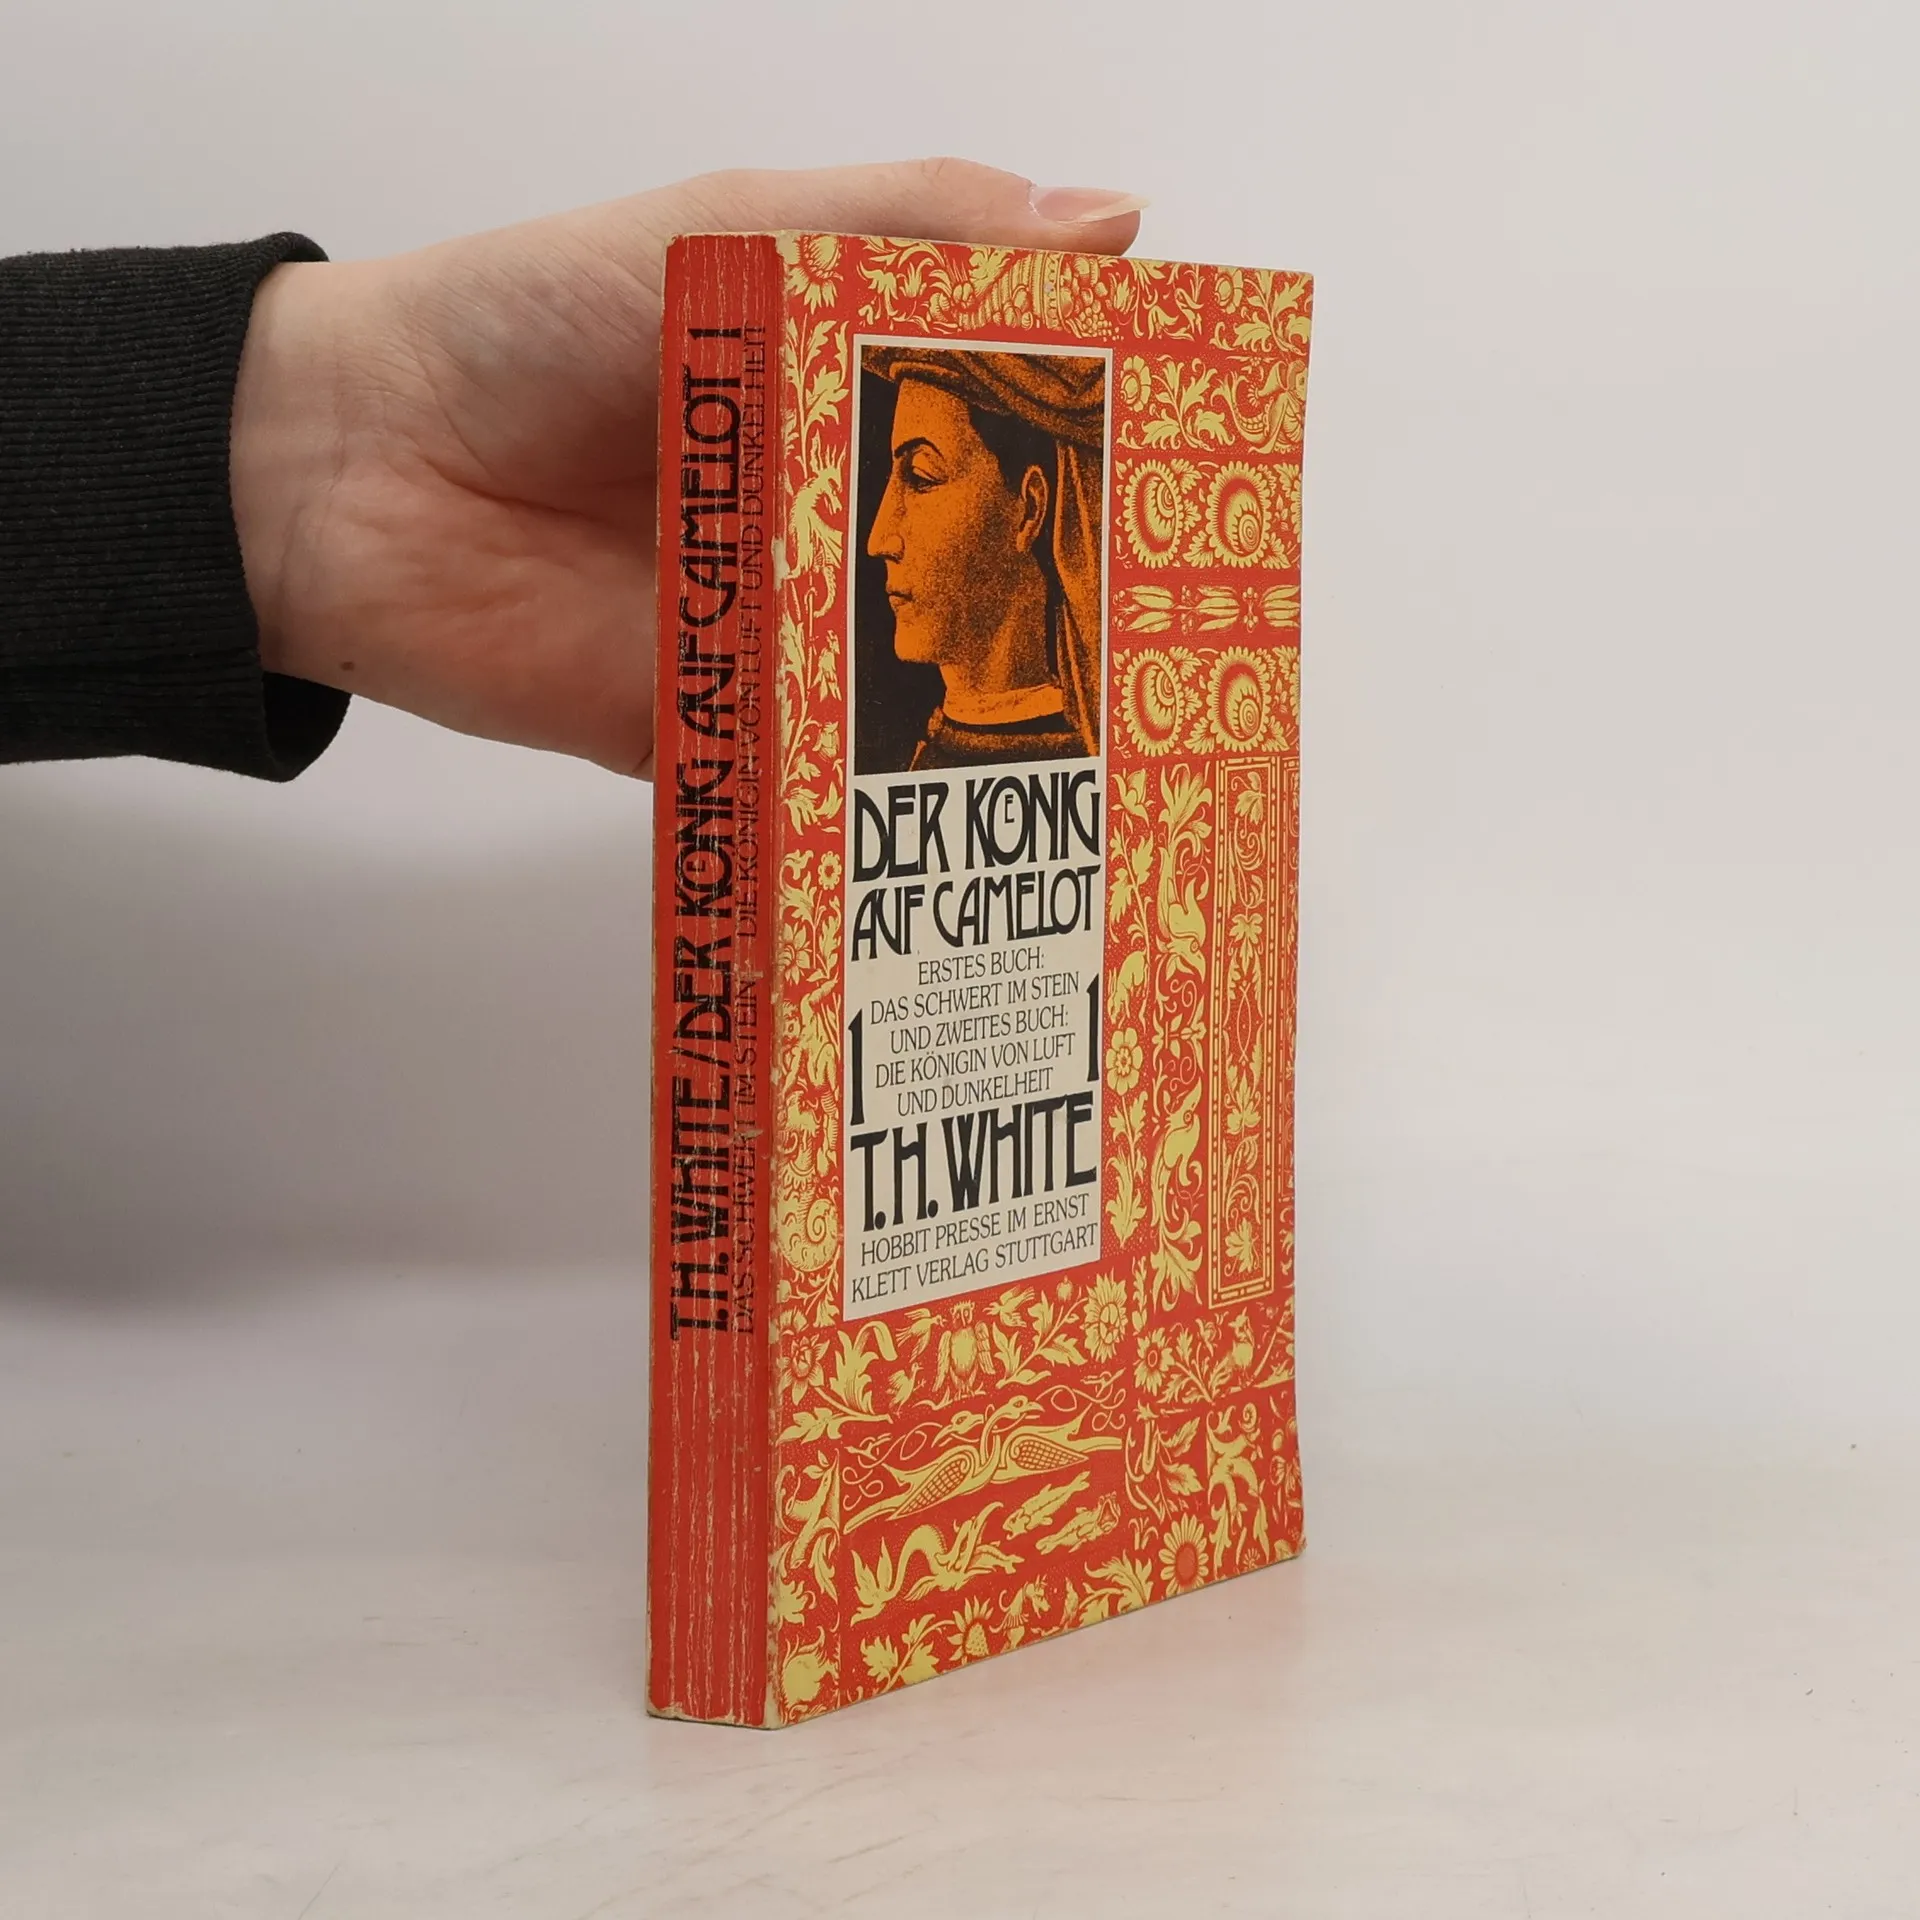 T.H.WHITE/DER KŒNIG AUF CAMELOT 1
DAS SCHWERT IM STEIN DIE KÖNIGIN VON LUFT UND DUNKELHEIT
DER KŒNIG
AUF CAMELOT
ERSTES BUCH:
DAS SCHWERT IM STEIN
UND ZWEITES BUCH:
1 DIE KÖNIGIN VON LUFT 1
UND DUNKELHEIT
T.H.WHITE
HOBBIT PRESSE IM ERNST
KLETT VERLAG STUTTGART